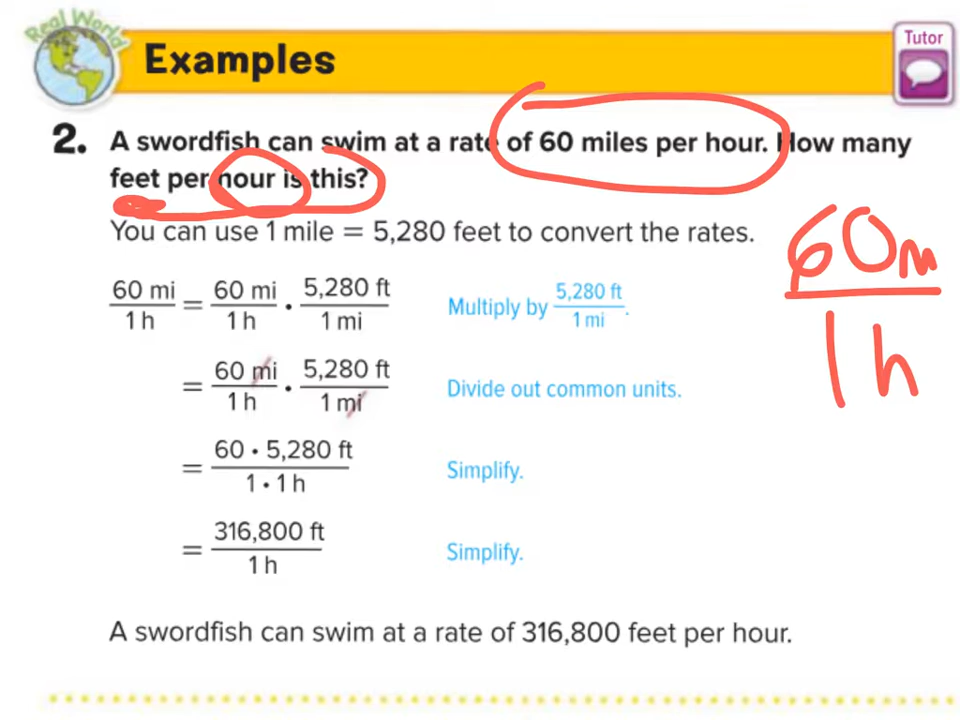 Real World
Examples
Tutor
2. A swordfish can swim at a rate of 60 miles per hour. How many
feet per hour is this?
You can use 1 mile = 5,280 feet to convert the rates.
60 mi / 1 h = 60 mi / 1 h · 5,280 ft / 1 mi Multiply by 5,280 ft / 1 mi.
= 60 mi / 1 h · 5,280 ft / 1 mi Divide out common units.
= 60 · 5,280 ft / 1 · 1 h Simplify.
= 316,800 ft / 1 h Simplify.
A swordfish can swim at a rate of 316,800 feet per hour.
60m
1h